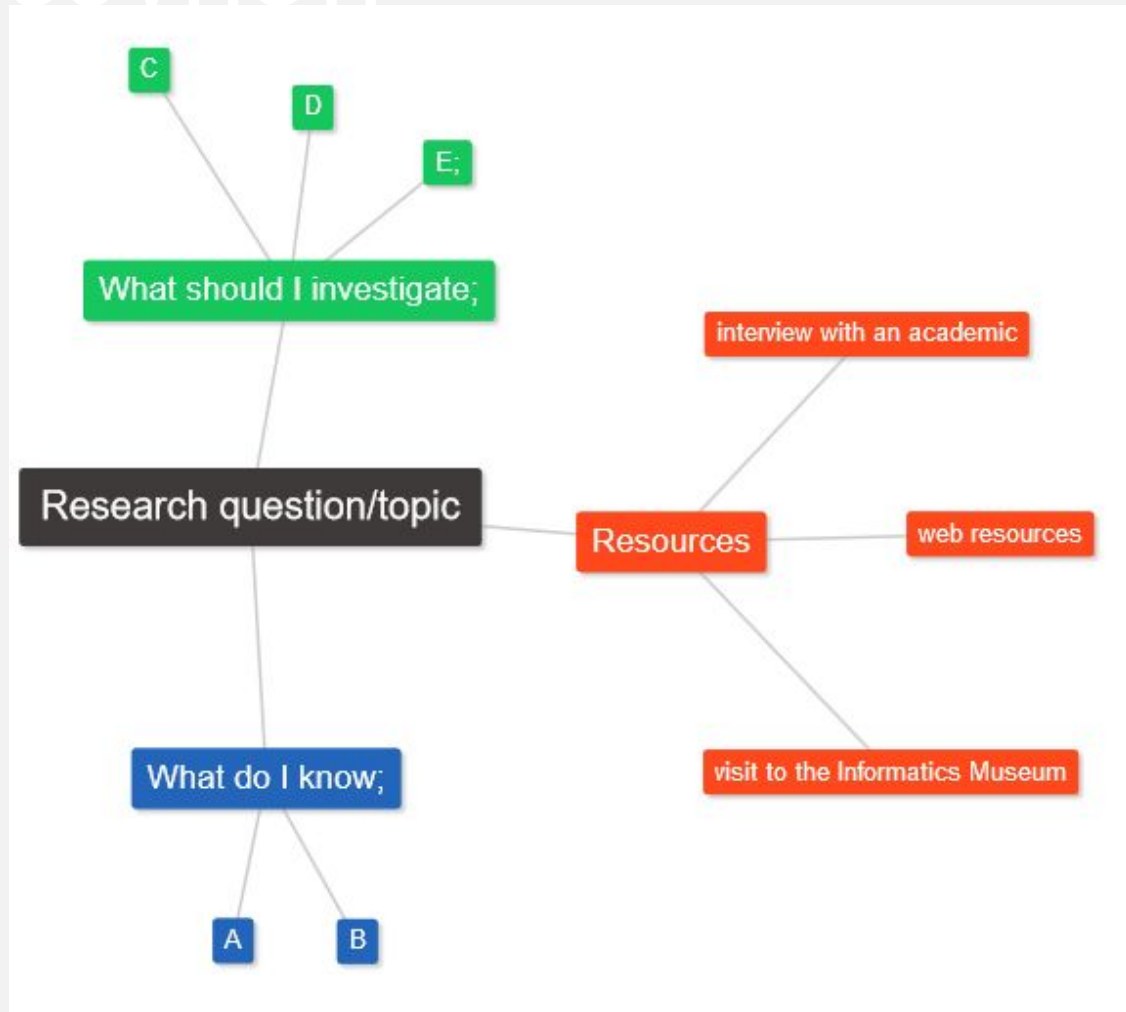 C
D
E;
What should I investigate;
interview with an academic
Research question/topic
Resources
web resources
What do I know;
visit to the Informatics Museum
A
B